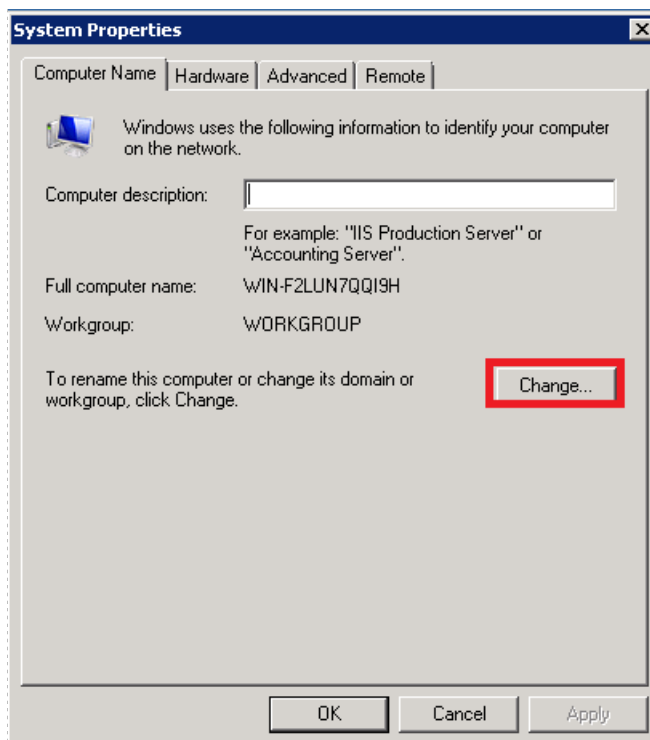 System Properties
Computer Name
Hardware
Advanced
Remote
Windows uses the following information to identify your computer
on the network.
Computer description:
For example: "IIS Production Server" or
"Accounting Server".
Full computer name:
WIN-F2LUN7QQI9H
Workgroup:
WORKGROUP
To rename this computer or change its domain or
workgroup, click Change.
Change...
OK
Cancel
Apply